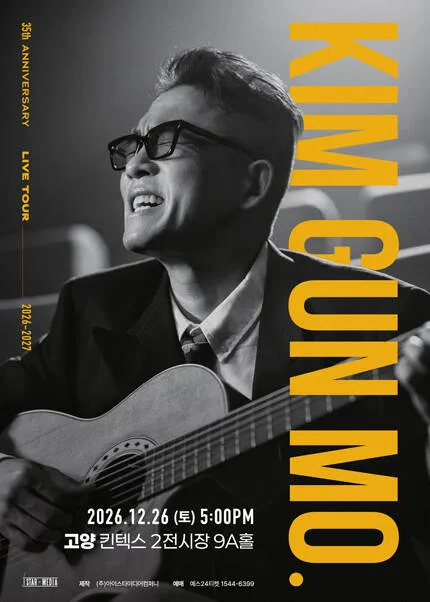 35th ANNIVERSARY LIVE TOUR 2026-2027
KIM GUN MO.
2026.12.26 (토) 5:00PM
고양 킨텍스 2전시장 9A홀
ISTAR MEDIA 제작 (주)아이스타미디어컴퍼니 예매 예스24티켓 1544-6399